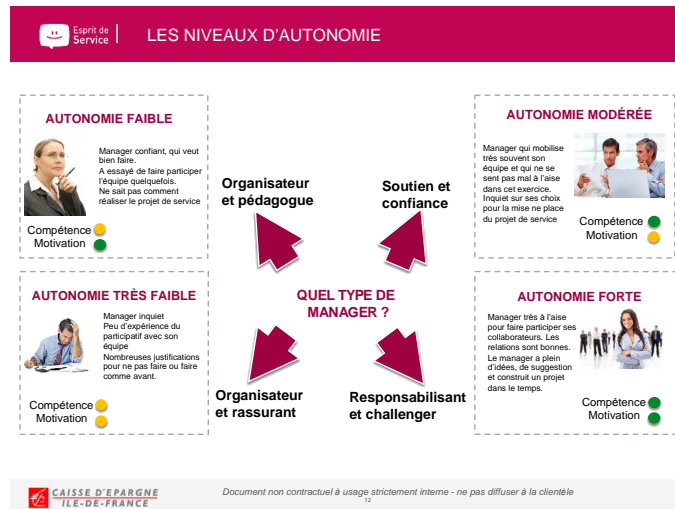 Esprit de
Service
LES NIVEAUX D'AUTONOMIE
AUTONOMIE FAIBLE
Manager confiant, qui veut
bien faire.
A essayé de faire participer
l'équipe quelquefois.
Ne sait pas comment
réaliser le projet de service
Compétence
Motivation
Organisateur
et pédagogue
Soutien et
confiance
AUTONOMIE MODÉRÉE
Manager qui mobilise
très souvent son
équipe et qui ne se
sent pas mal à l'aise
dans cet exercice.
Inquiet sur ses choix
pour la mise ne place
du projet de service
Compétence
Motivation
QUEL TYPE DE
MANAGER ?
AUTONOMIE TRÈS FAIBLE
Manager inquiet
Peu d'expérience du
participatif avec son
équipe
Nombreuses justifications
pour ne pas faire ou faire
comme avant.
Compétence
Motivation
Organisateur
et rassurant
Responsabilisant
et challenger
AUTONOMIE FORTE
Manager très à l'aise
pour faire participer ses
collaborateurs. Les
relations sont bonnes.
Le manager a plein
d'idées, de suggestion
et construit un projet
dans le temps.
Compétence
Motivation
CAISSE D'EPARGNE
ILE-DE-FRANCE
Document non contractuel à usage strictement interne - ne pas diffuser à la clientèle
12